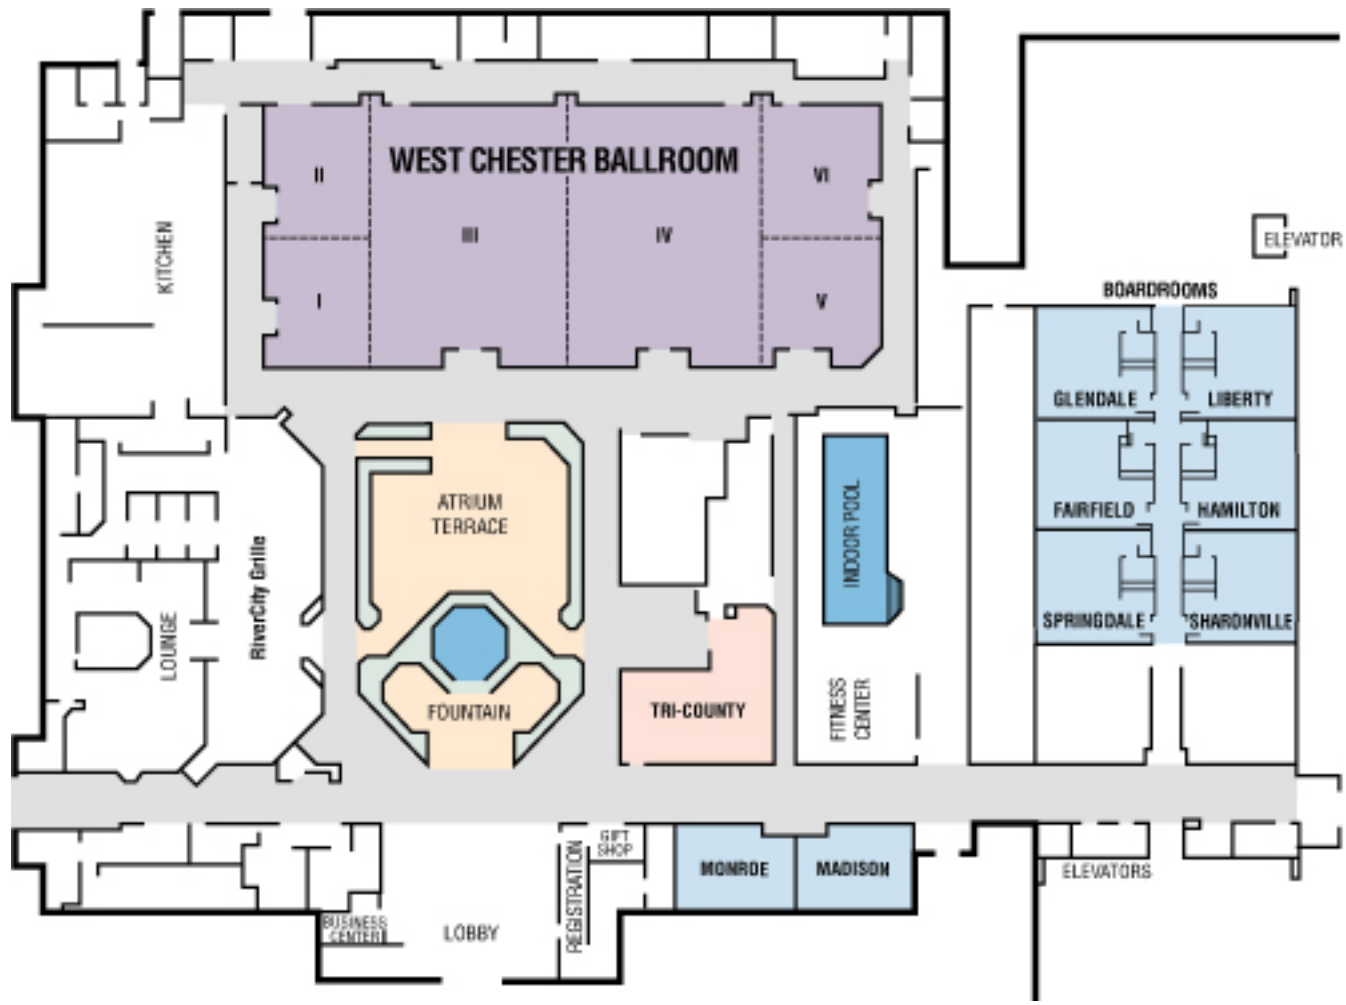 WEST CHESTER BALLROOM
II
VI
III
IV
KITCHEN
ELEVATOR
I
V
BOARDROOMS
GLENDALE
LIBERTY
ATRIUM
TERRACE
INDOOR POOL
FAIRFIELD
HAMILTON
RiverCity Grille
LOUNGE
SPRINGDALE
SHARONVILLE
FOUNTAIN
TRI-COUNTY
FITNESS
CENTER
GIFT
SHOP
MONROE
MADISON
ELEVATORS
REGISTRATION
BUSINESS
CENTER
LOBBY